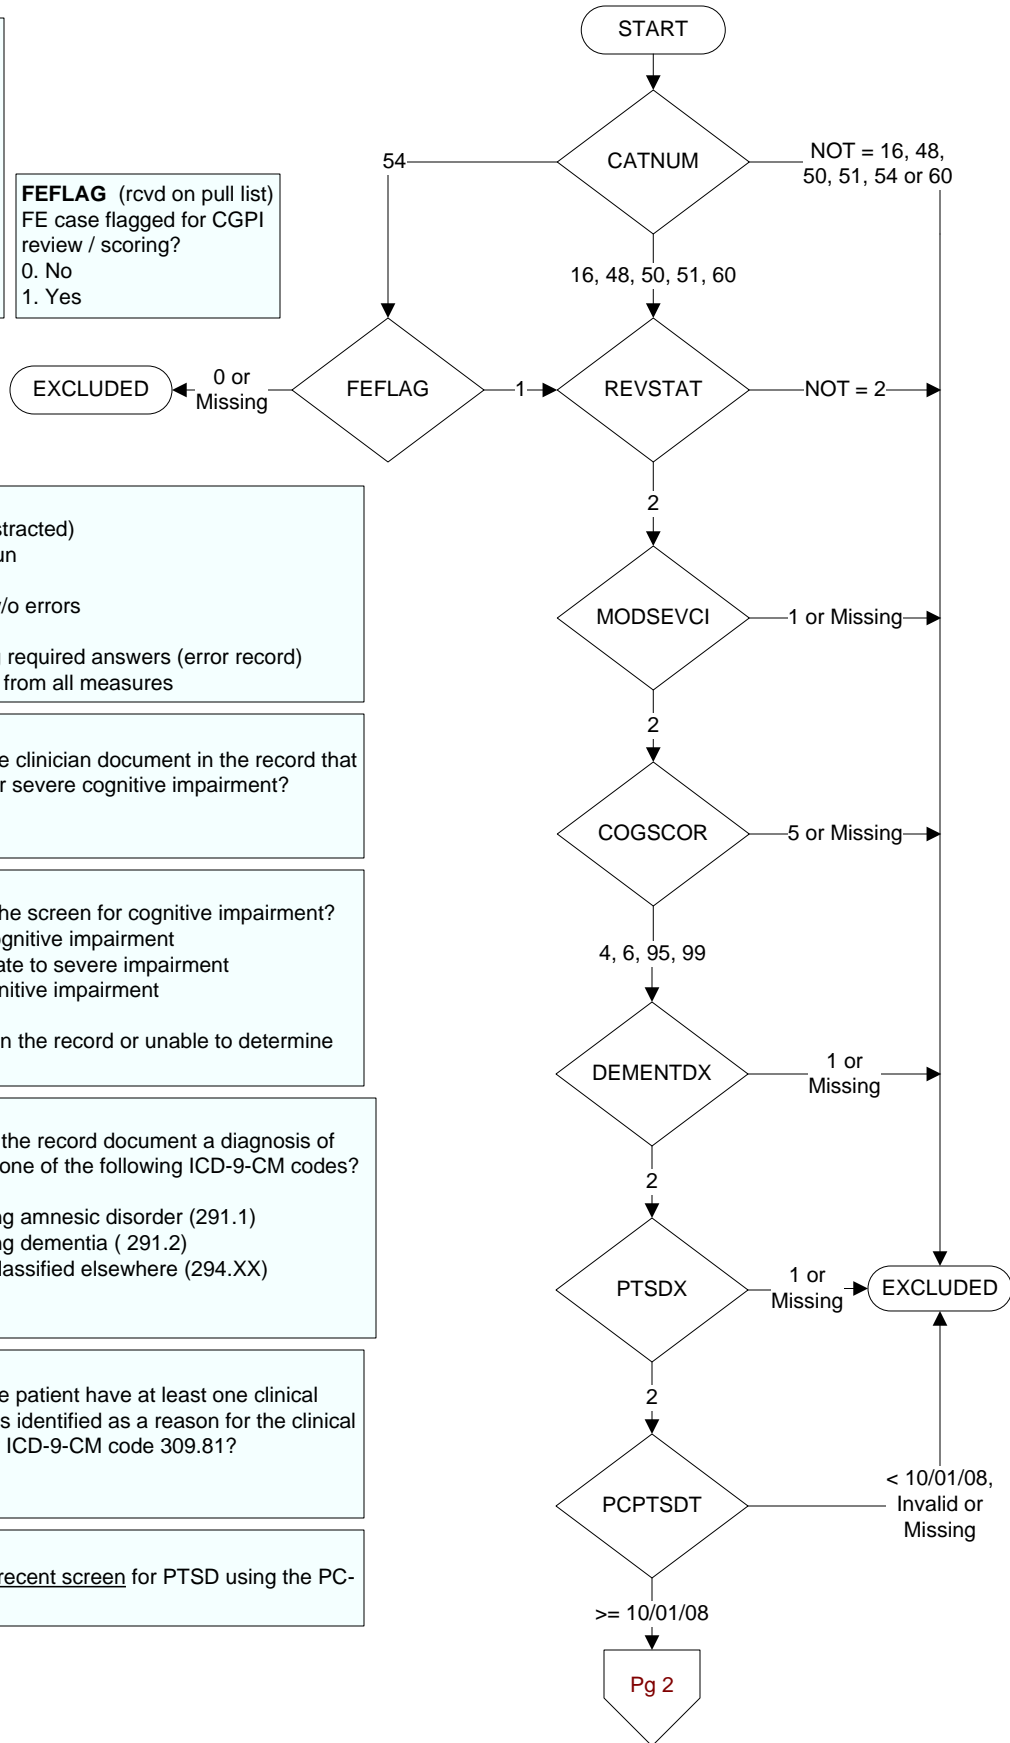 START
CATNUM
54
NOT = 16, 48,
50, 51, 54 or 60
16, 48, 50, 51, 60
FEFLAG (rcvd on pull list)
FE case flagged for CGPI
review / scoring?
0. No
1. Yes
EXCLUDED
0 or
Missing
FEFLAG
1
REVSTAT
NOT = 2
2
stracted)
un
w/o errors
required answers (error record)
from all measures
MODSEVCI
1 or Missing
2
e clinician document in the record that
r severe cognitive impairment?
COGSCOR
5 or Missing
4, 6, 95, 99
he screen for cognitive impairment?
ognitive impairment
ate to severe impairment
nitive impairment
n the record or unable to determine
DEMENTDX
1 or
Missing
2
the record document a diagnosis of
one of the following ICD-9-CM codes?
ng amnesic disorder (291.1)
ng dementia ( 291.2)
lassified elsewhere (294.XX)
PTSDX
1 or
Missing
EXCLUDED
2
e patient have at least one clinical
s identified as a reason for the clinical
ICD-9-CM code 309.81?
PCPTSDT
< 10/01/08,
Invalid or
Missing
recent screen for PTSD using the PC-
>= 10/01/08
Pg 2